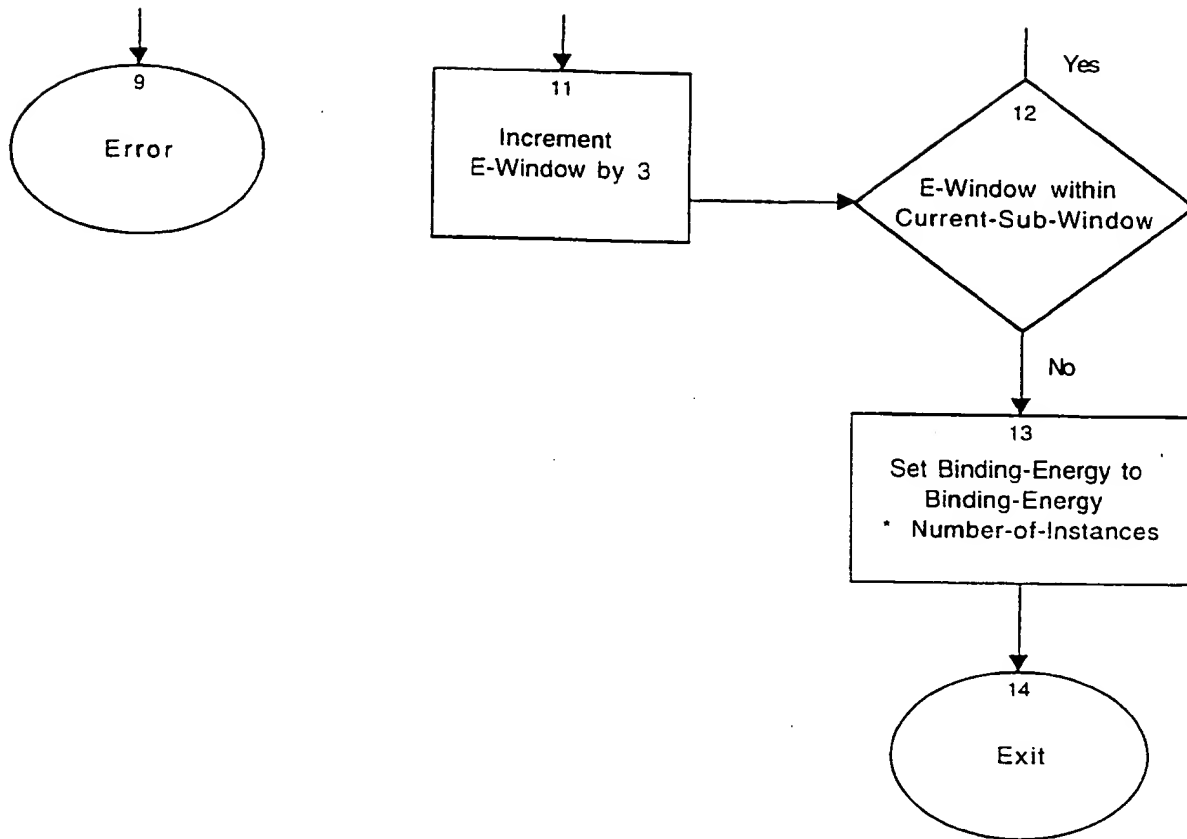 9
Error
11
Increment
E-Window by 3
Yes
12
E-Window within
Current-Sub-Window
No
13
Set Binding-Energy to
Binding-Energy
* Number-of-Instances
14
Exit